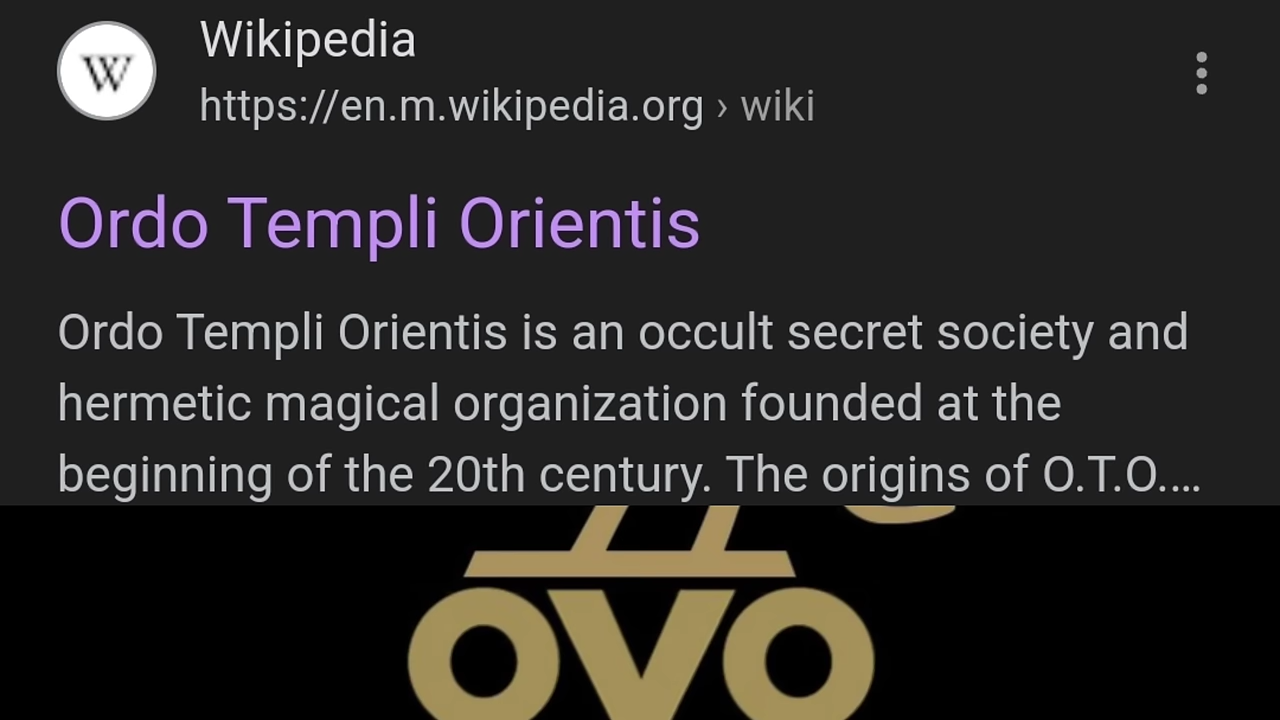 W
Wikipedia
https://en.m.wikipedia.org › wiki
Ordo Templi Orientis
Ordo Templi Orientis is an occult secret society and
hermetic magical organization founded at the
beginning of the 20th century. The origins of O.T.O....
OVO